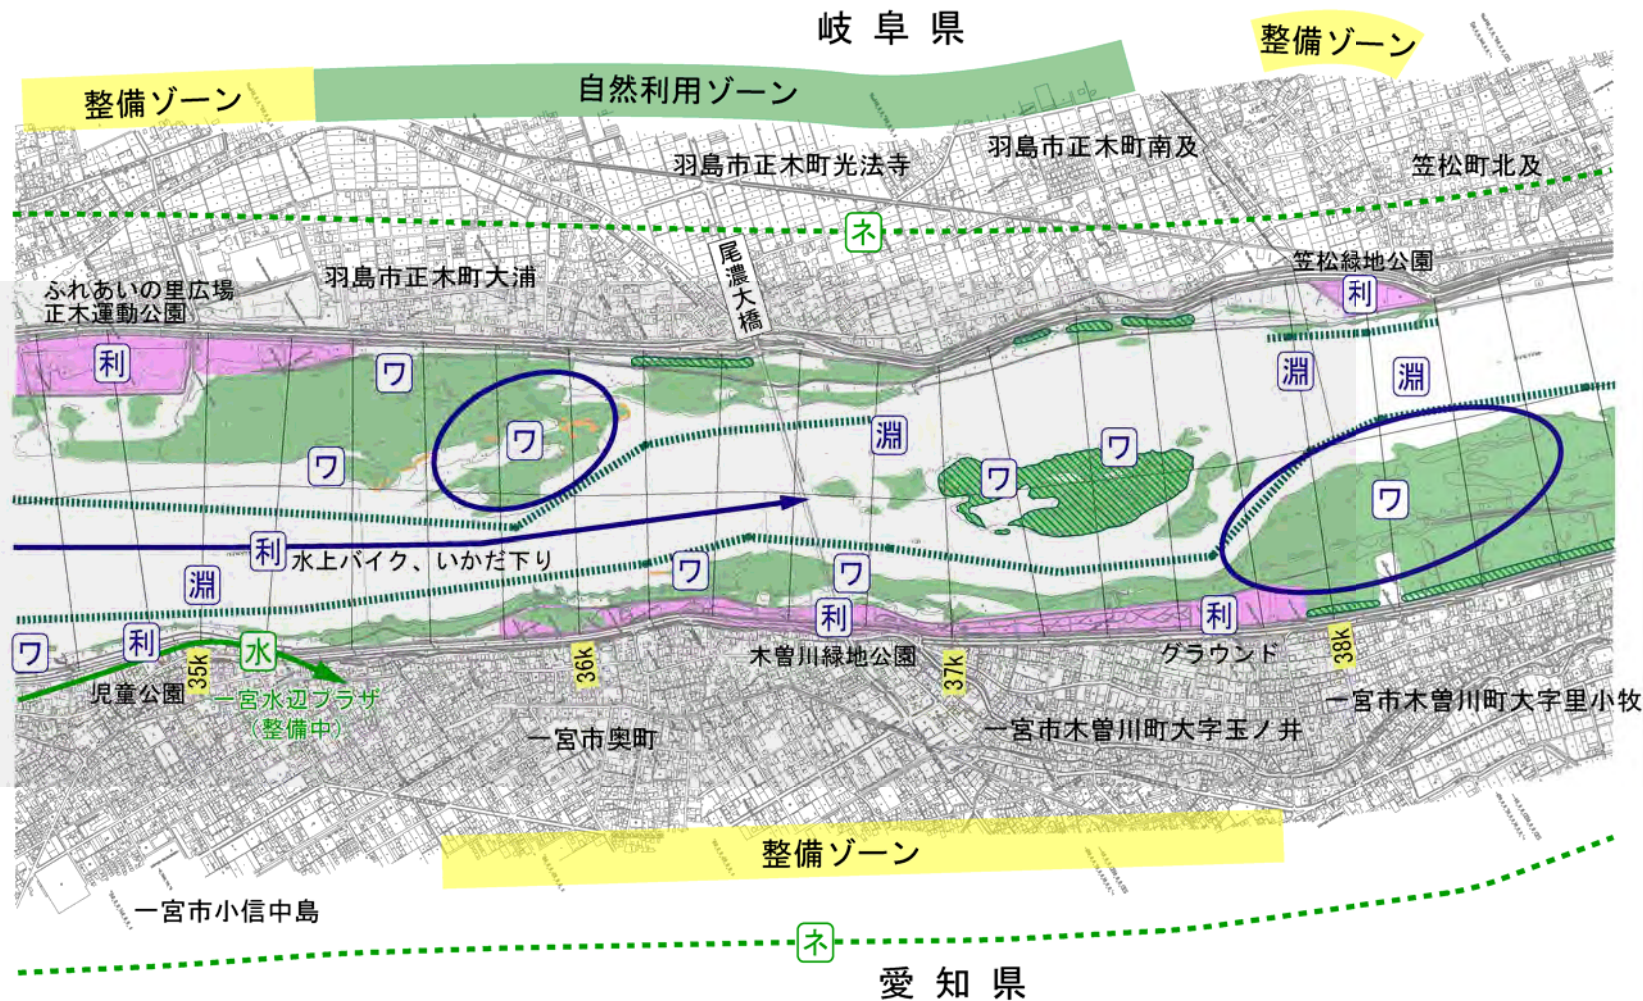 岐阜県
整備ゾーン
自然利用ゾーン
整備ゾーン
羽島市正木町光法寺
羽島市正木町南及
笠松町北及
ネ
尾濃大橋
羽島市正木町大浦
笠松緑地公園
ふれあいの里広場
正木運動公園
利
利
ワ
淵
淵
ワ
淵
ワ
ワ
ワ
ワ
利
水上バイク、いかだ下り
淵
ワ
ワ
利
利
ワ
利
水
木曽川緑地公園
グラウンド
35k
36k
37k
38k
児童公園
一宮水辺プラザ
(整備中)
一宮市奥町
一宮市木曽川町大字玉ノ井
一宮市木曽川町大字里小牧
整備ゾーン
一宮市小信中島
ネ
愛知県